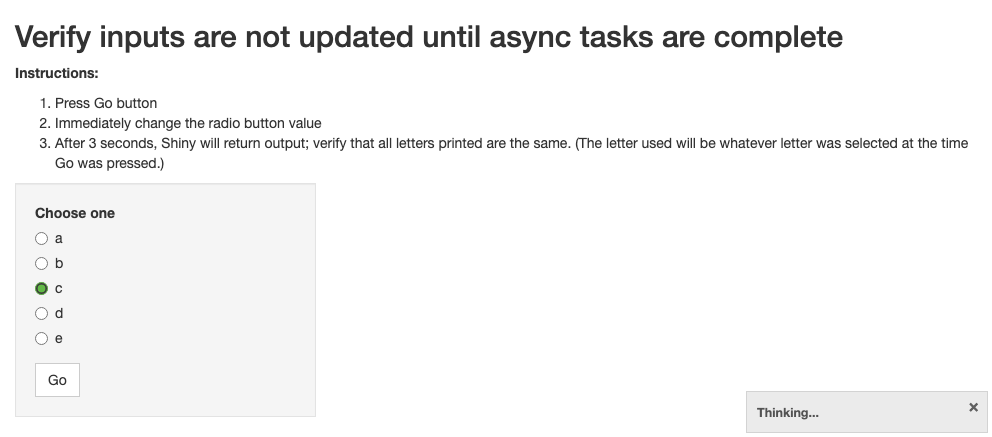 Verify inputs are not updated until async tasks are complete
Instructions:
1. Press Go button
2. Immediately change the radio button value
3. After 3 seconds, Shiny will return output; verify that all letters printed are the same. (The letter used will be whatever letter was selected at the time
Go was pressed.)
Choose one
a
b
c
d
e
Go
Thinking...
×